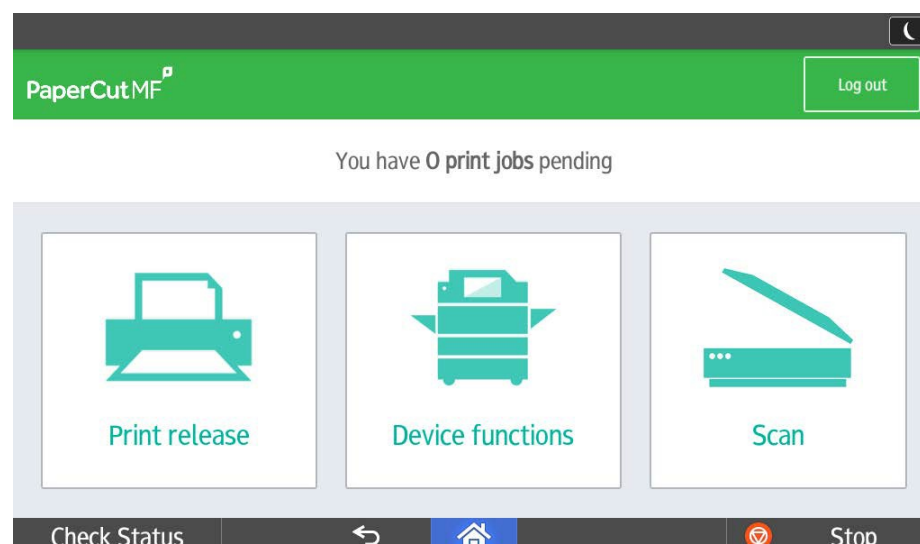 PaperCutMF
Log out
You have 0 print jobs pending
Print release
Device functions
Scan
Check Status
Stop